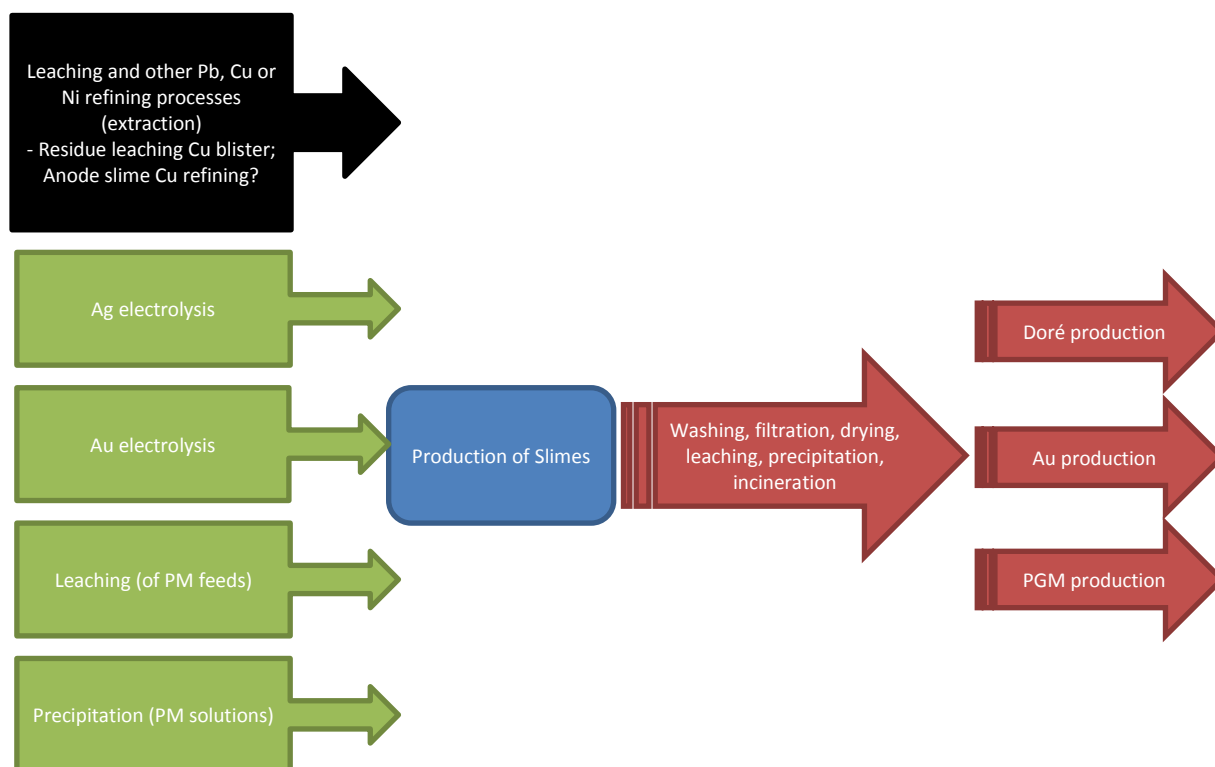 Leaching and other Pb, Cu or
Ni refining processes
(extraction)
- Residue leaching Cu blister;
Anode slime Cu refining?
Ag electrolysis
Au electrolysis
Leaching (of PM feeds)
Precipitation (PM solutions)
Production of Slimes
Washing, filtration, drying,
leaching, precipitation,
incineration
Doré production
Au production
PGM production